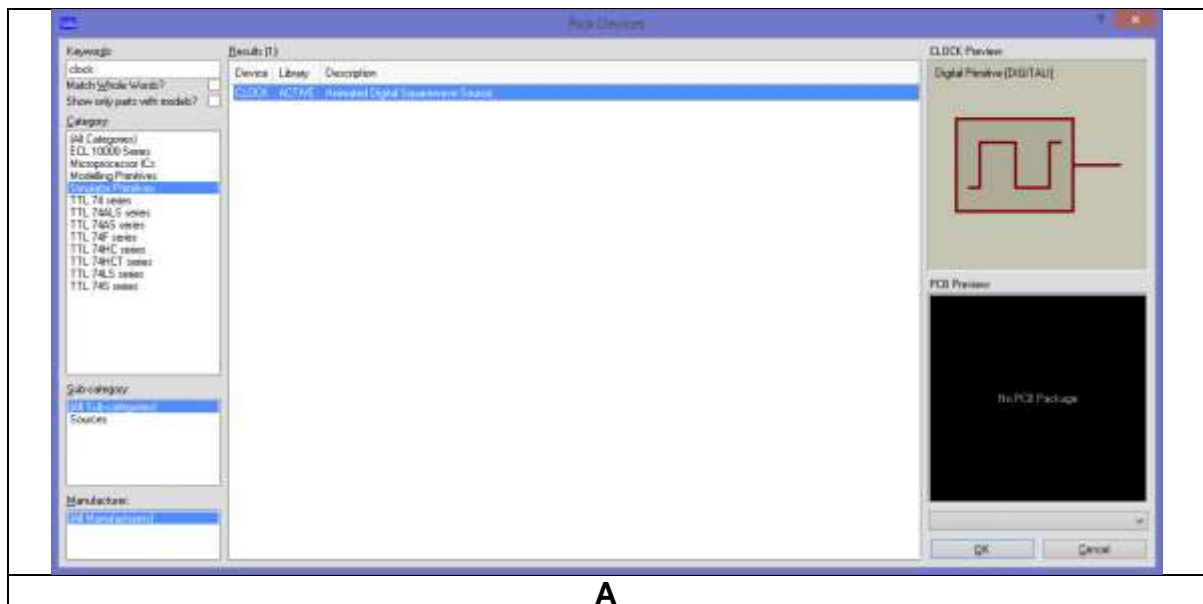 Pick Devices
Keywords:
clock
Match Whole Words?
Show only parts with models?
Category:
(All Categories)
ECL 10000 Series
Microprocessor ICs
Modelling Primitives
Simulator Primitives
TTL 74 series
TTL 74ALS series
TTL 74AS series
TTL 74F series
TTL 74HC series
TTL 74HCT series
TTL 74LS series
TTL 74S series
Sub-category:
(All Sub-categories)
Sources
Manufacturer:
(All Manufacturers)
Results (1)
Device Library Description
CLOCK ACTIVE Animated Digital Squarewave Source
CLOCK Preview
Digital Primitive [DIGITAL]
PCB Preview
No PCB Package
OK Cancel
A